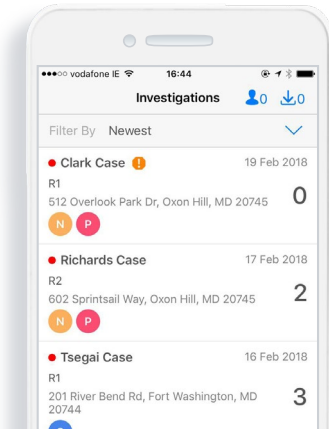 vodafone IE 16:44
Investigations 0 0
Filter By Newest
Clark Case ! 19 Feb 2018
R1
512 Overlook Park Dr, Oxon Hill, MD 20745 0
N P
Richards Case 17 Feb 2018
R2
602 Sprintsail Way, Oxon Hill, MD 20745 2
N P
Tsegai Case 16 Feb 2018
R1
201 River Bend Rd, Fort Washington, MD 3
20744